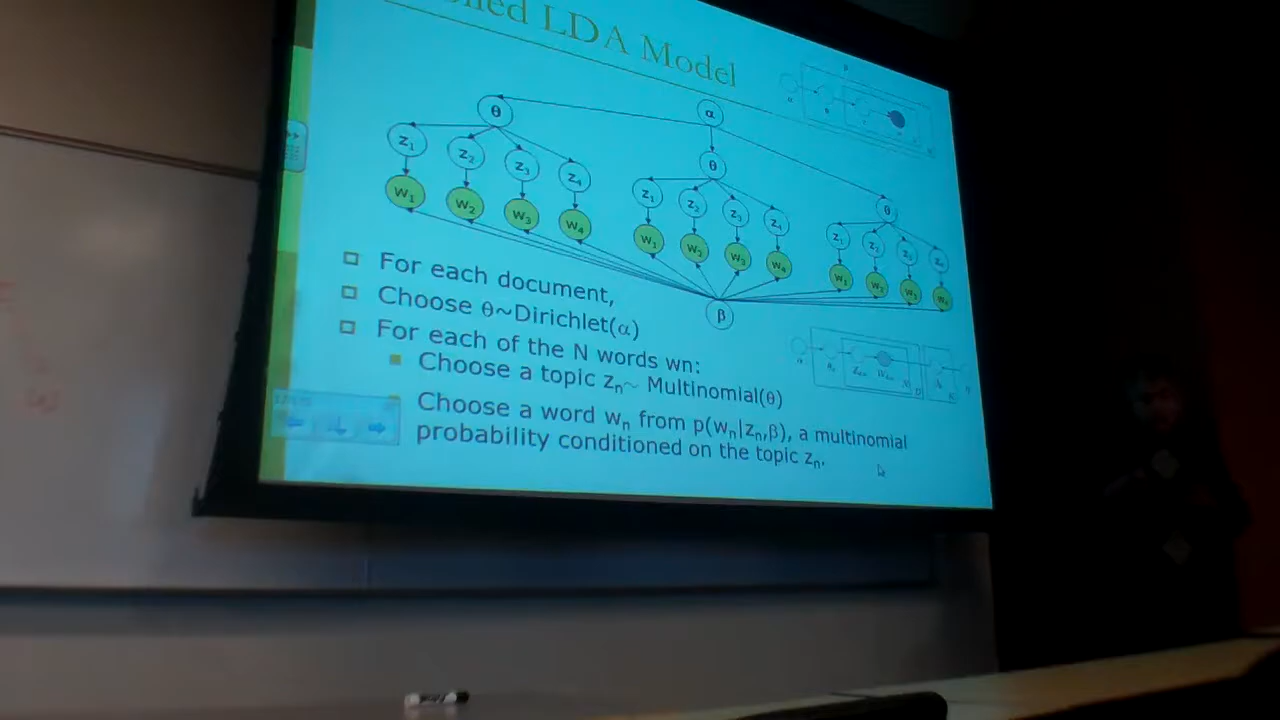 LDA Model
α
θ
θ
θ
z₁ z₂ z₃ z₄
z₁ z₂ z₃ z₄
z₁ z₂
w₁ w₂ w₃ w₄
w₁ w₂ w₃ w₄
w₁ w₂ w₃ w₄
β
For each document,
Choose θ~Dirichlet(α)
For each of the N words wn:
Choose a topic zₙ~ Multinomial(θ)
Choose a word wₙ from p(wₙ|zₙ,β), a multinomial
probability conditioned on the topic zₙ.